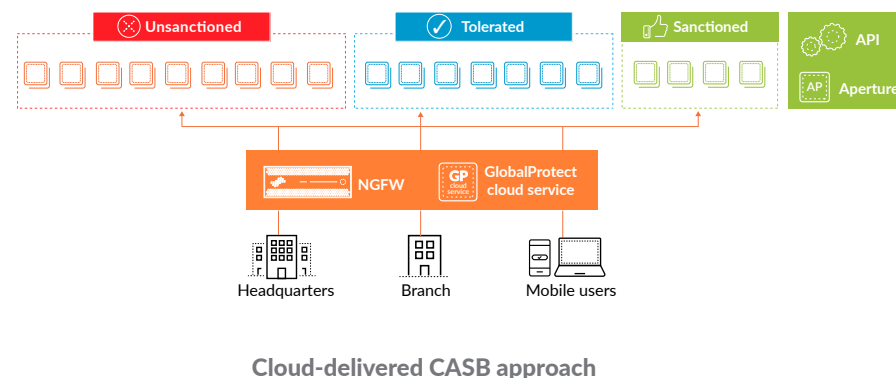 Unsanctioned
Tolerated
Sanctioned
API
AP
Aperture
NGFW
GP
cloud
service
GlobalProtect
cloud service
Headquarters
Branch
Mobile users
Cloud-delivered CASB approach